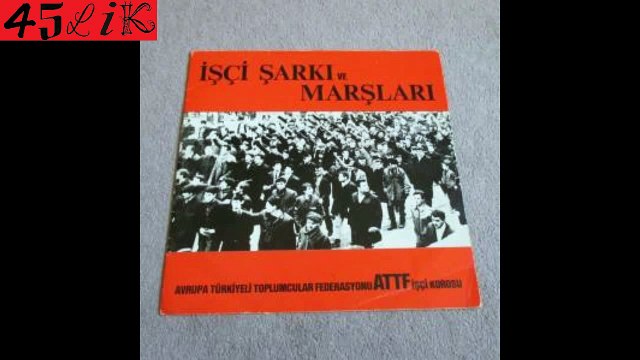 45LİK
İŞÇİ ŞARKI VE
MARŞLARI
AVRUPA TÜRKİYELİ TOPLUMCULAR FEDERASYONU ATTF İŞÇİ KOROSU